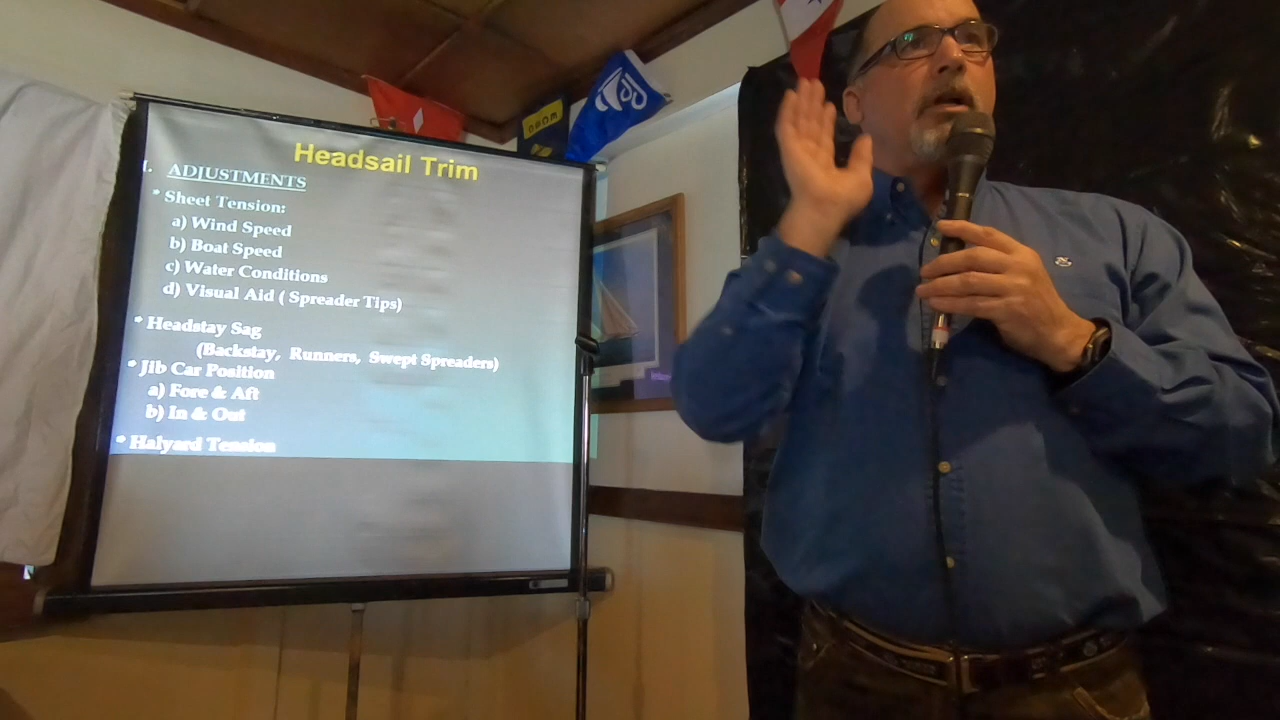 Headsail Trim
ADJUSTMENTS
* Sheet Tension:
a) Wind Speed
b) Boat Speed
c) Water Conditions
d) Visual Aid ( Spreader Tips)
* Headstay Sag
(Backstay, Runners, Swept Spreaders)
* Jib Car Position
a) Fore & Aft
b) In & Out
* Halyard Tension